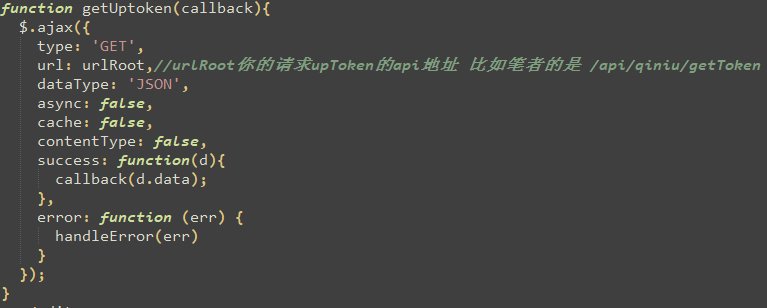 function getUptoken(callback){
  $.ajax({
    type: 'GET',
    url: urlRoot,//urlRoot你的请求upToken的api地址 比如笔者的是 /api/qiniu/getToken
    dataType: 'JSON',
    async: false,
    cache: false,
    contentType: false,
    success: function(d){
      callback(d.data);
    },
    error: function (err) {
      handleError(err)
    }
  });
}